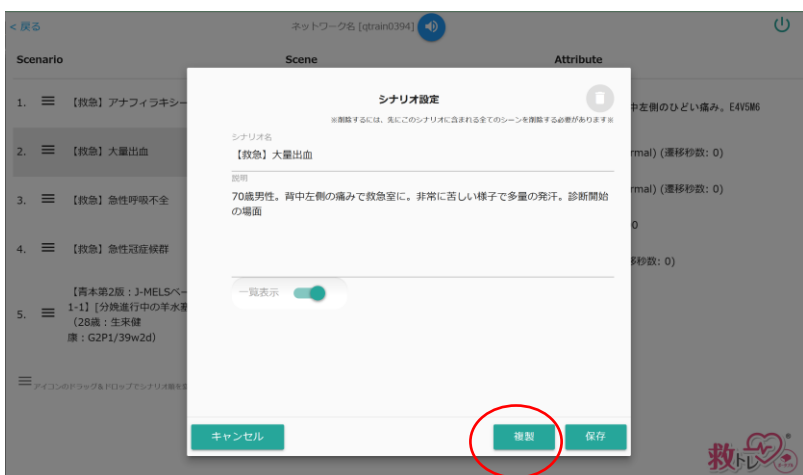 < 戻る
ネットワーク名 [qtrain0394]
Scenario
Scene
Attribute
シナリオ設定
※削除するには、先にこのシナリオに含まれる全てのシーンを削除する必要があります※
シナリオ名
【救急】大量出血
説明
70歳男性。背中左側の痛みで救急室に。非常に苦しい様子で多量の発汗。診断開始
の場面
一覧表示
キャンセル
複製
保存
1.
【救急】アナフィラキシー
2.
【救急】大量出血
3.
【救急】急性呼吸不全
4.
【救急】急性冠症候群
5.
【青本第2版：J-MELSベー
1-1】[分娩進行中の羊水塞
（28歳：生来健
康：G2P1/39w2d）
アイコンのドラッグ&ドロップでシナリオ順を変
中左側のひどい痛み。E4V5M6
rmal) (遷移秒数: 0)
rmal) (遷移秒数: 0)
0
多秒数: 0)
救トレ